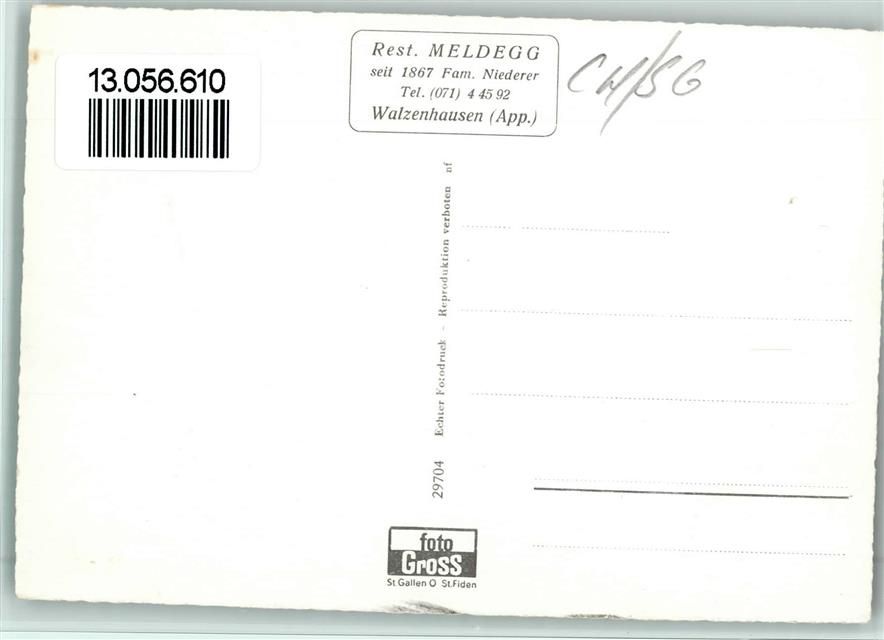 13.056.610
Rest. MELDEGG
seit 1867 Fam. Niederer
Tel. (071) 4 45 92
Walzenhausen (App.)
CH/SG
29704 Echter Fotodruck - Reproduktion verboten nf
foto
Gross
St Gallen O St.Fiden